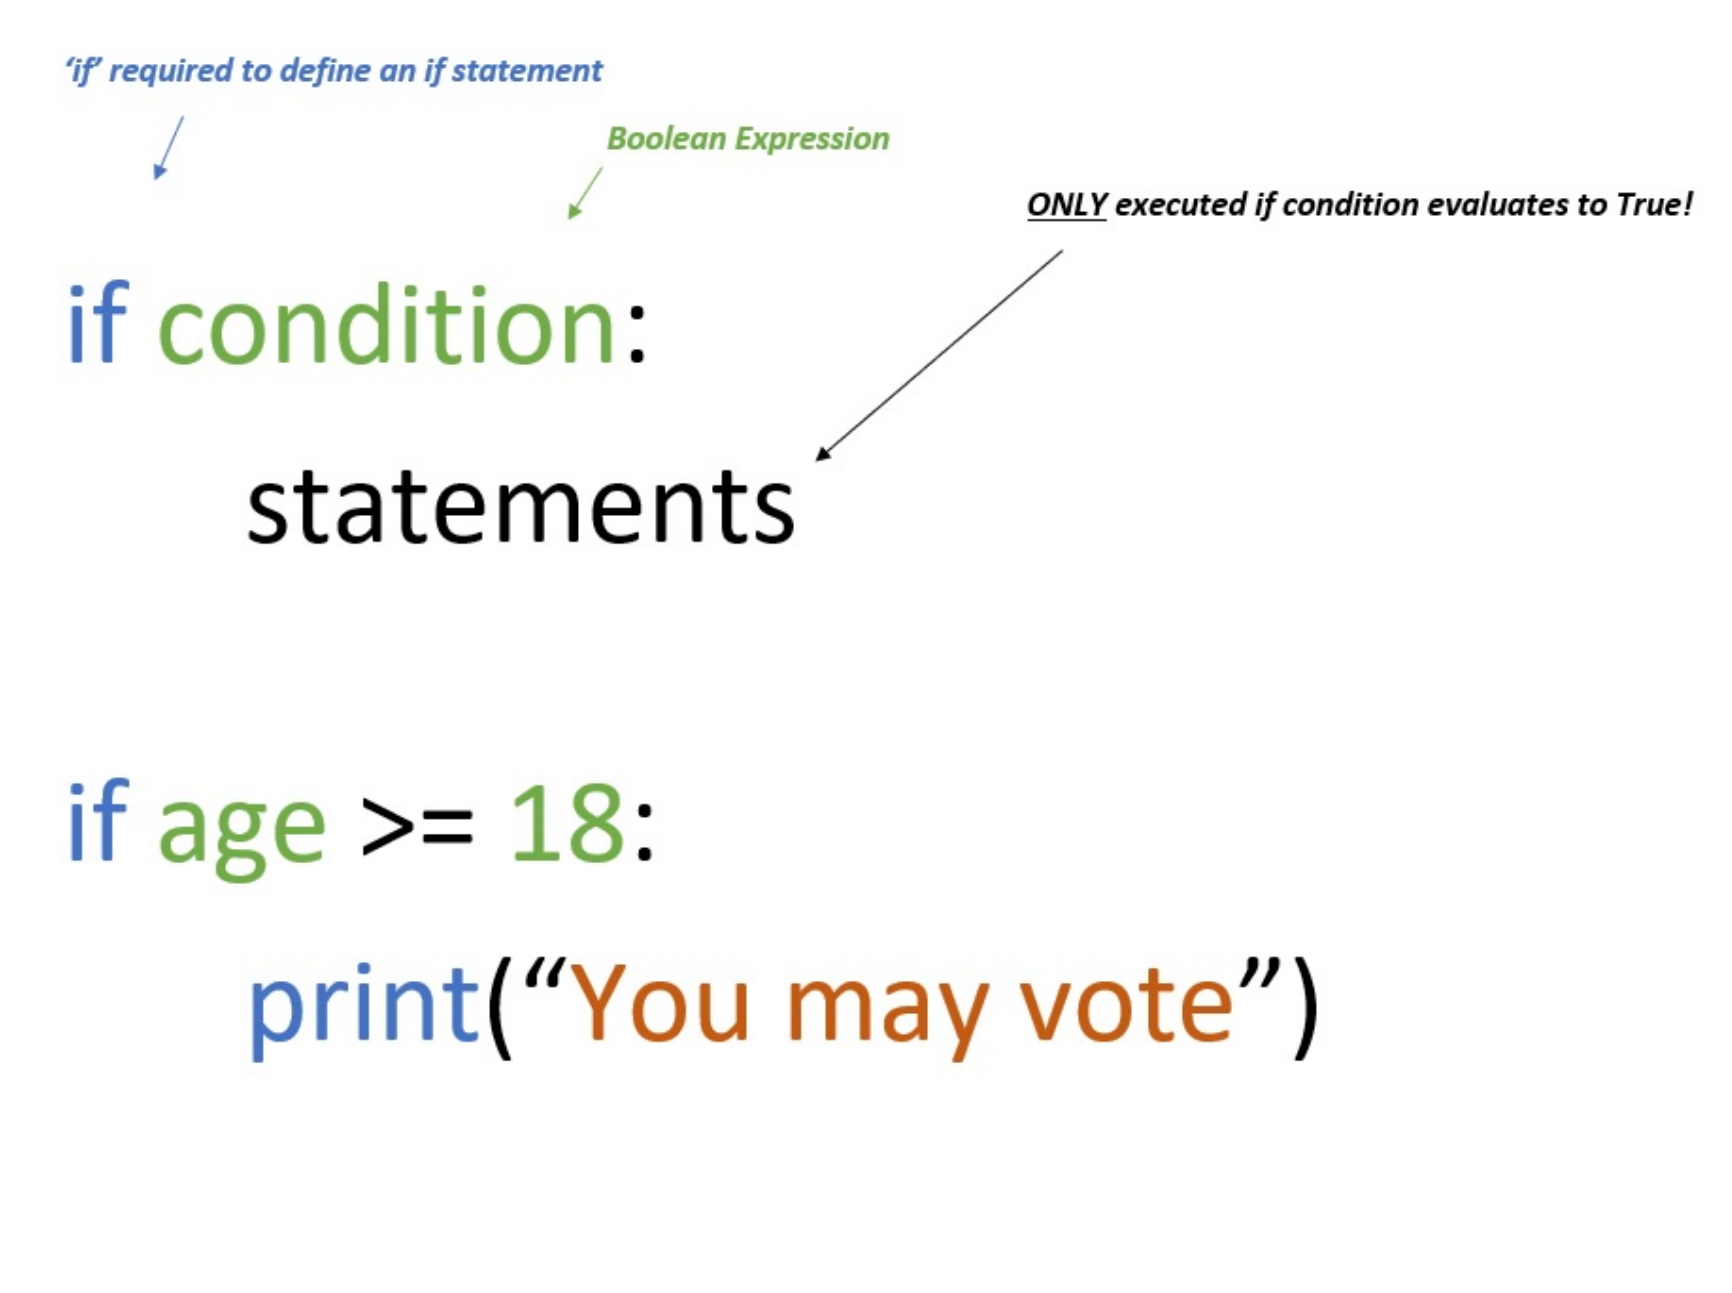 ‘if’ required to define an if statement
Boolean Expression
ONLY executed if condition evaluates to True!
if condition:
statements
if age >= 18:
print(“You may vote”)